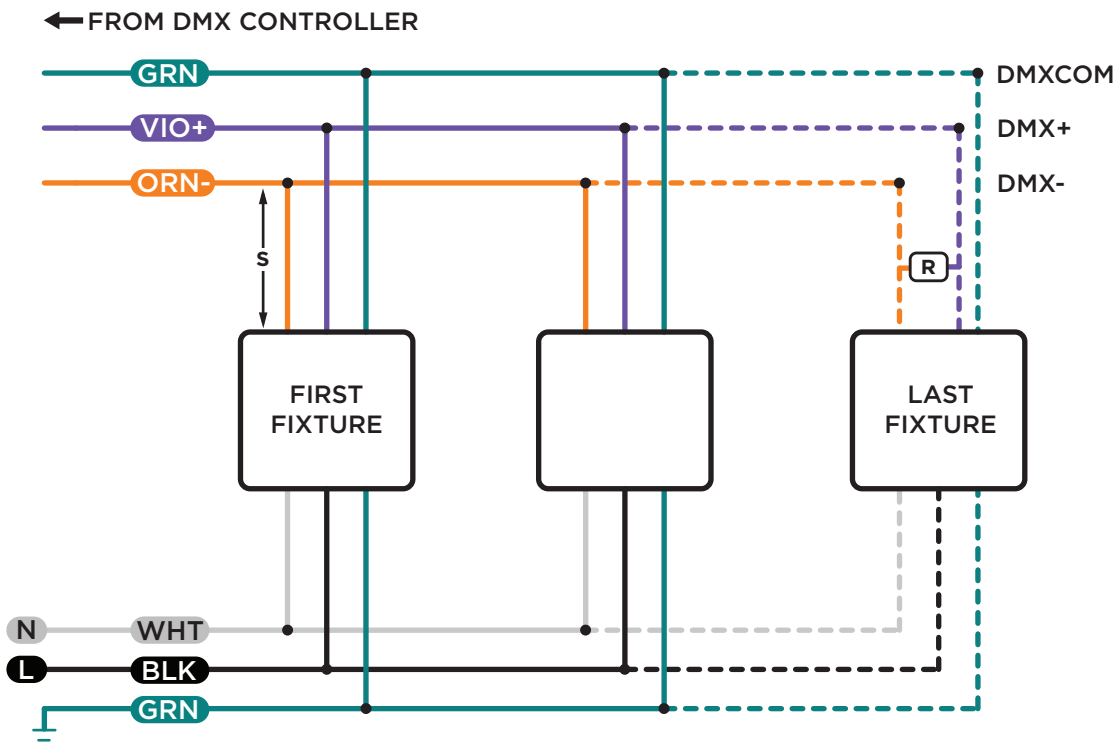 FROM DMX CONTROLLER
GRN
DMXCOM
VIO+
DMX+
ORN-
DMX-
S
R
FIRST
FIXTURE
LAST
FIXTURE
N
WHT
L
BLK
GRN